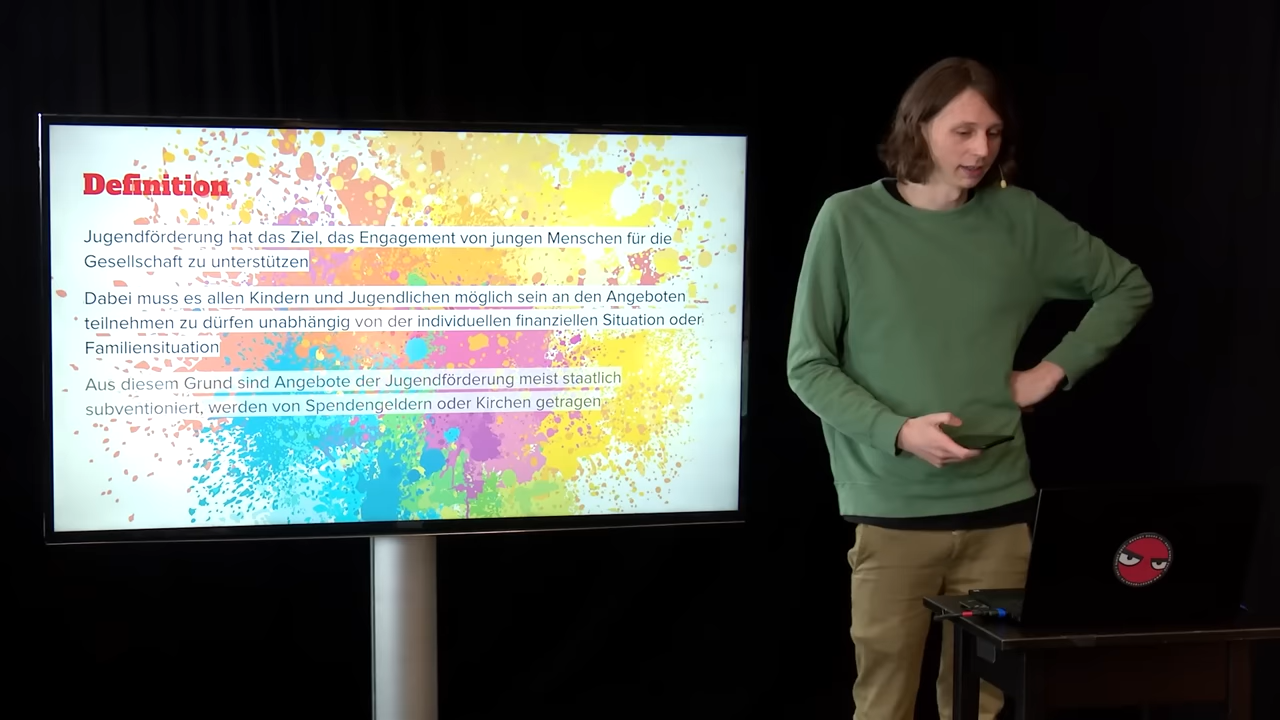 Definition
Jugendförderung hat das Ziel, das Engagement von jungen Menschen für die
Gesellschaft zu unterstützen
Dabei muss es allen Kindern und Jugendlichen möglich sein an den Angeboten
teilnehmen zu dürfen unabhängig von der individuellen finanziellen Situation oder
Familiensituation
Aus diesem Grund sind Angebote der Jugendförderung meist staatlich
subventioniert, werden von Spendengeldern oder Kirchen getragen.